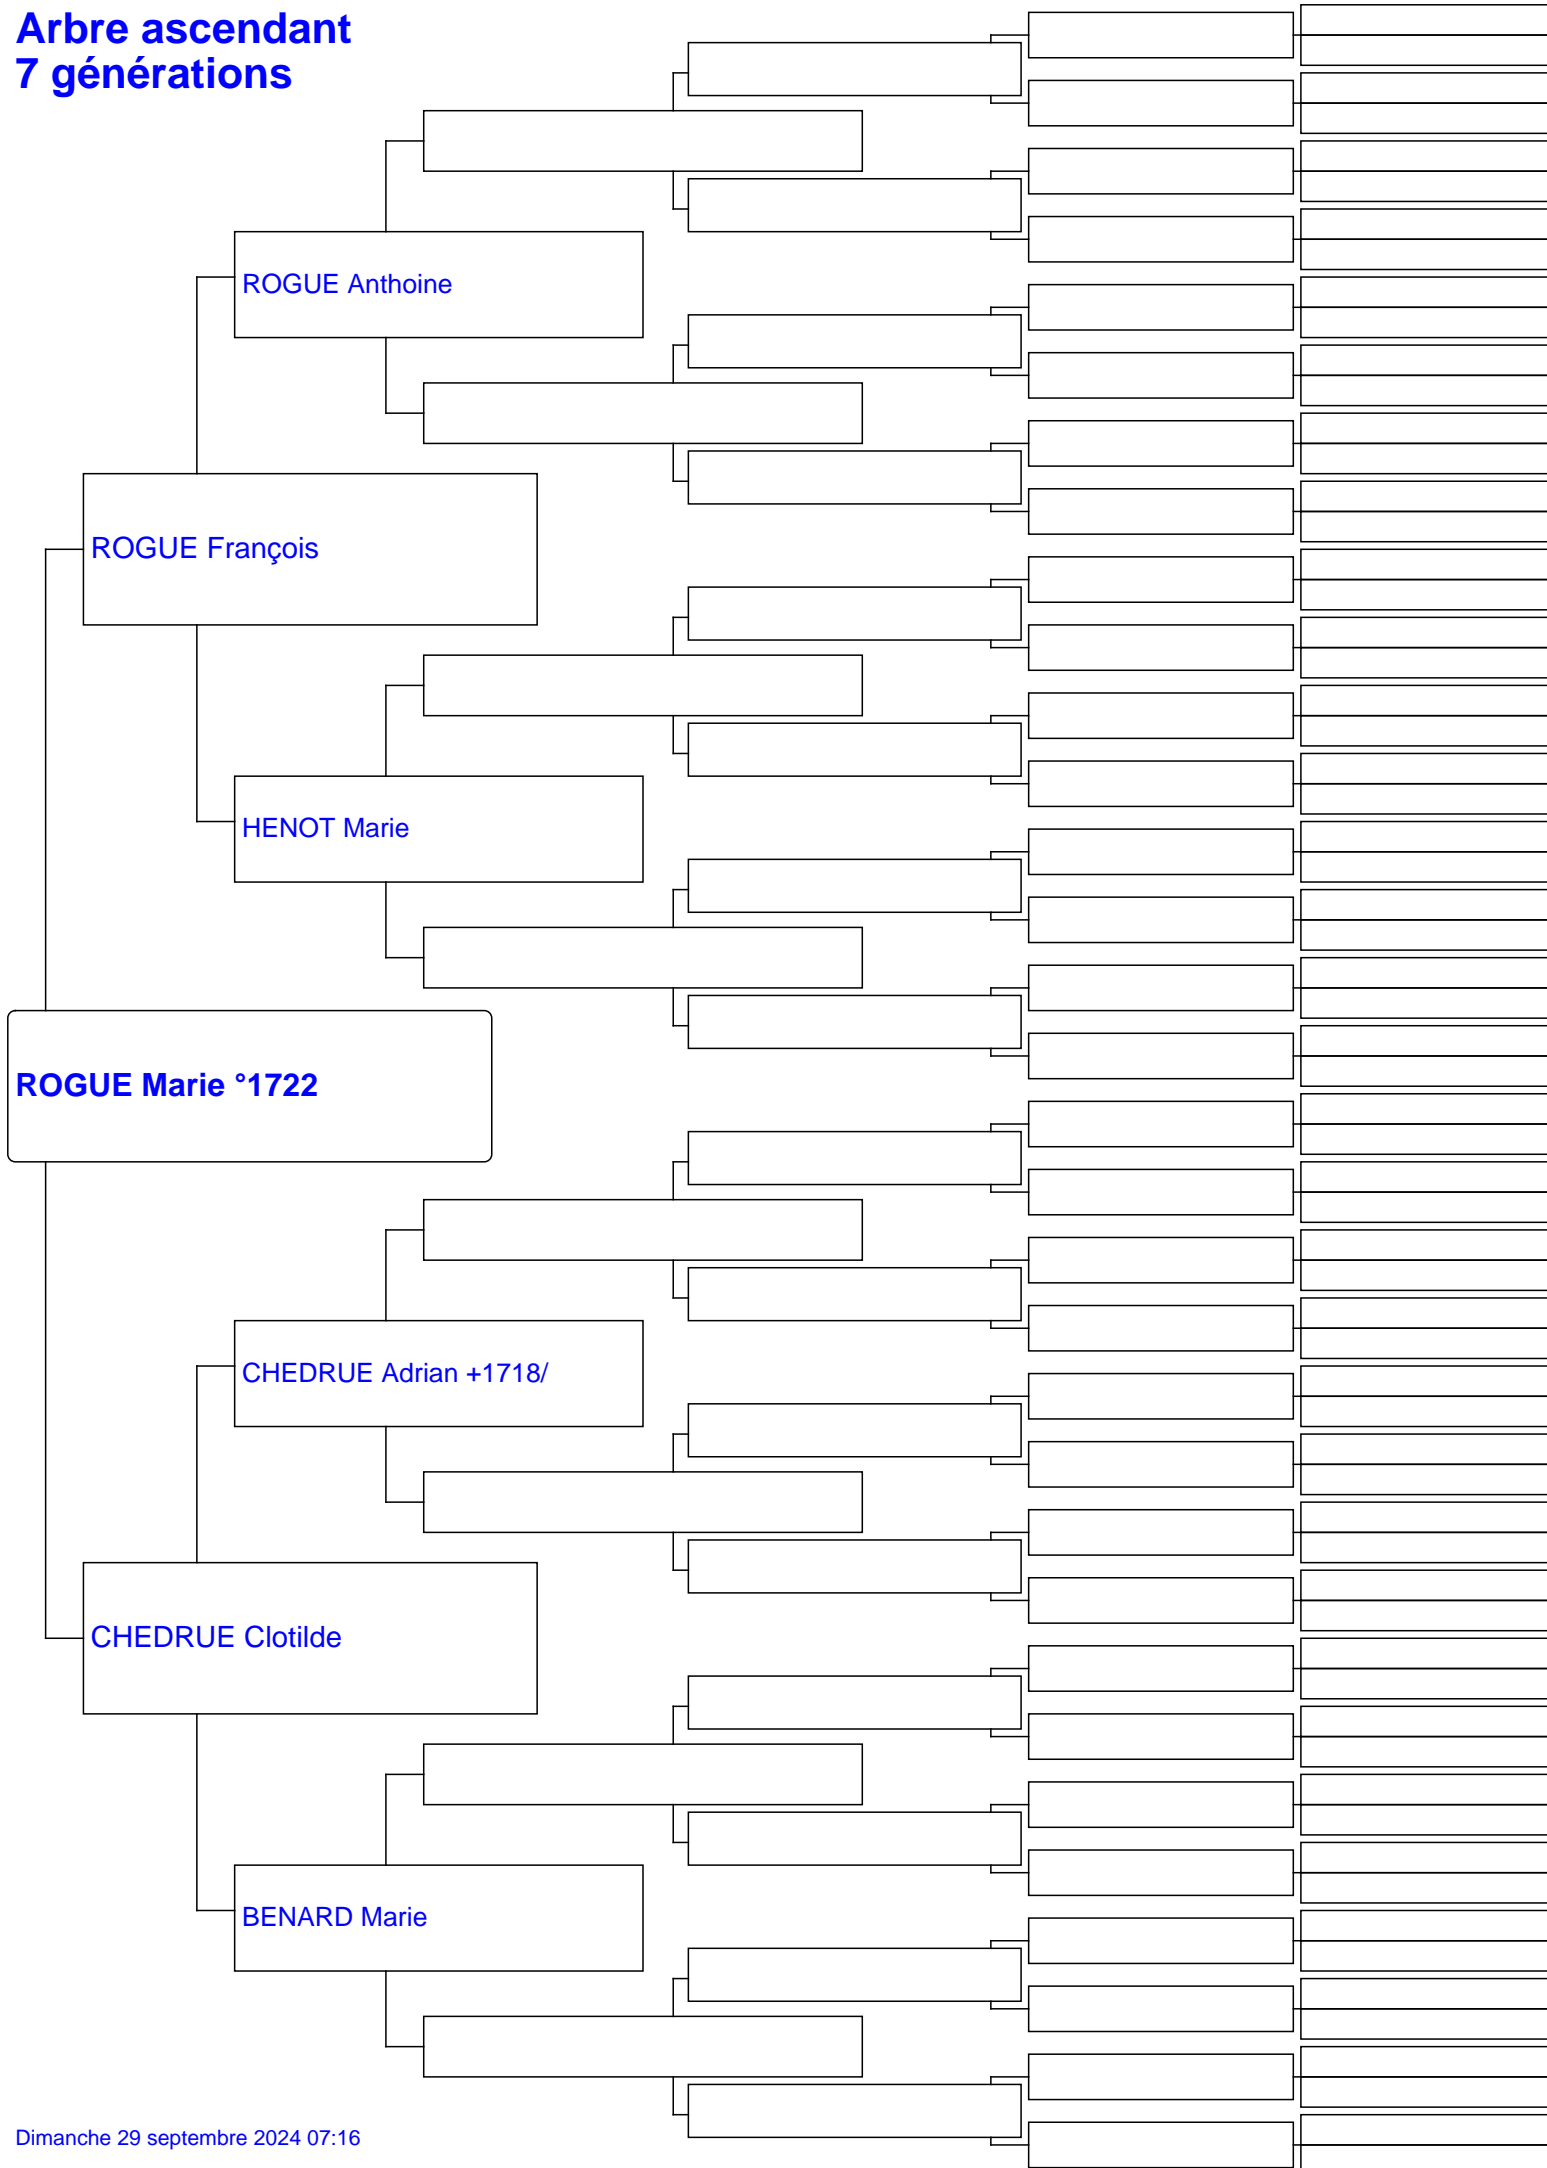 Arbre ascendant
7 générations
ROGUE Anthoine
ROGUE François
HENOT Marie
ROGUE Marie °1722
CHEDRUE Adrian +1718/
CHEDRUE Clotilde
BENARD Marie
Dimanche 29 septembre 2024 07:16